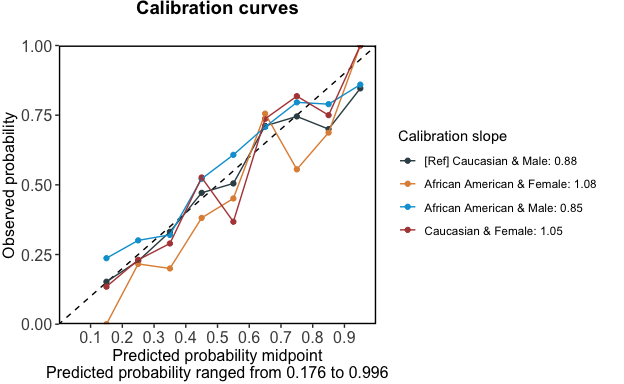 Calibration curves
1.00
0.75
0.50
0.25
0.00
Observed probability
0.1 0.2 0.3 0.4 0.5 0.6 0.7 0.8 0.9
Predicted probability midpoint
Predicted probability ranged from 0.176 to 0.996
Calibration slope
[Ref] Caucasian & Male: 0.88
African American & Female: 1.08
African American & Male: 0.85
Caucasian & Female: 1.05